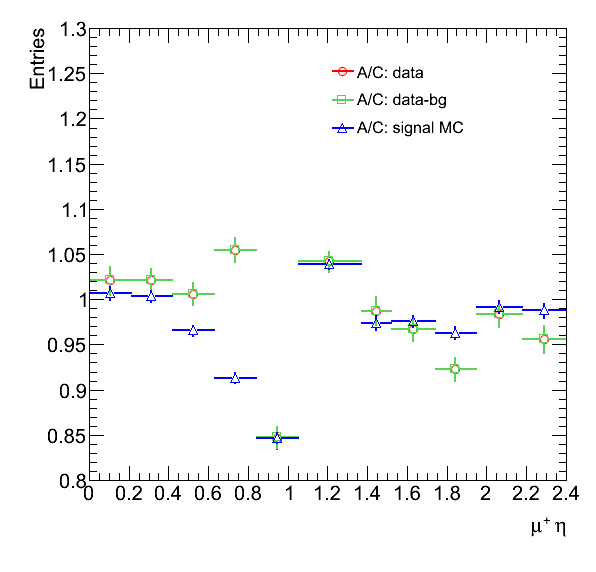 Entries
1.3
1.25
1.2
1.15
1.1
1.05
1
0.95
0.9
0.85
0.8
A/C: data
A/C: data-bg
A/C: signal MC
0 0.2 0.4 0.6 0.8 1 1.2 1.4 1.6 1.8 2 2.2 2.4
μ⁺ η